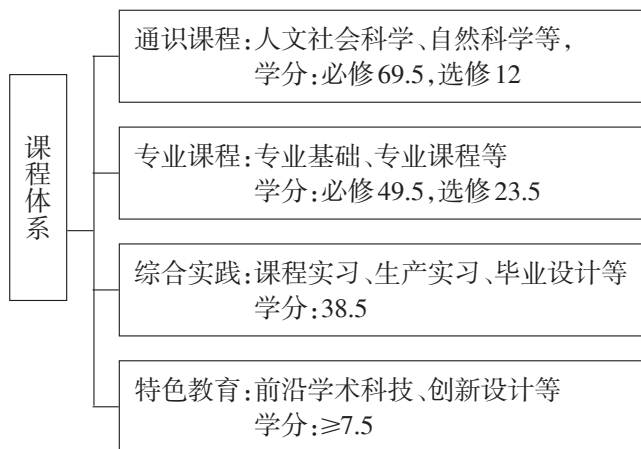 课程体系
通识课程:人文社会科学、自然科学等,
学分:必修69.5,选修12
专业课程:专业基础、专业课程等
学分:必修49.5,选修23.5
综合实践:课程实习、生产实习、毕业设计等
学分:38.5
特色教育:前沿学术科技、创新设计等
学分:≥7.5